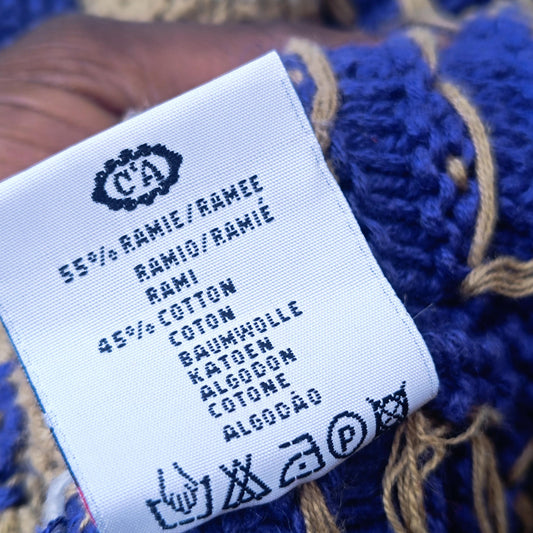 C&A
55% RAMIE/RAMEE
RAMIO/RAMIÉ
RAMI
45% COTTON
COTON
BAUMWOLLE
KATOEN
ALGODON
COTONE
ALGODÃO
P